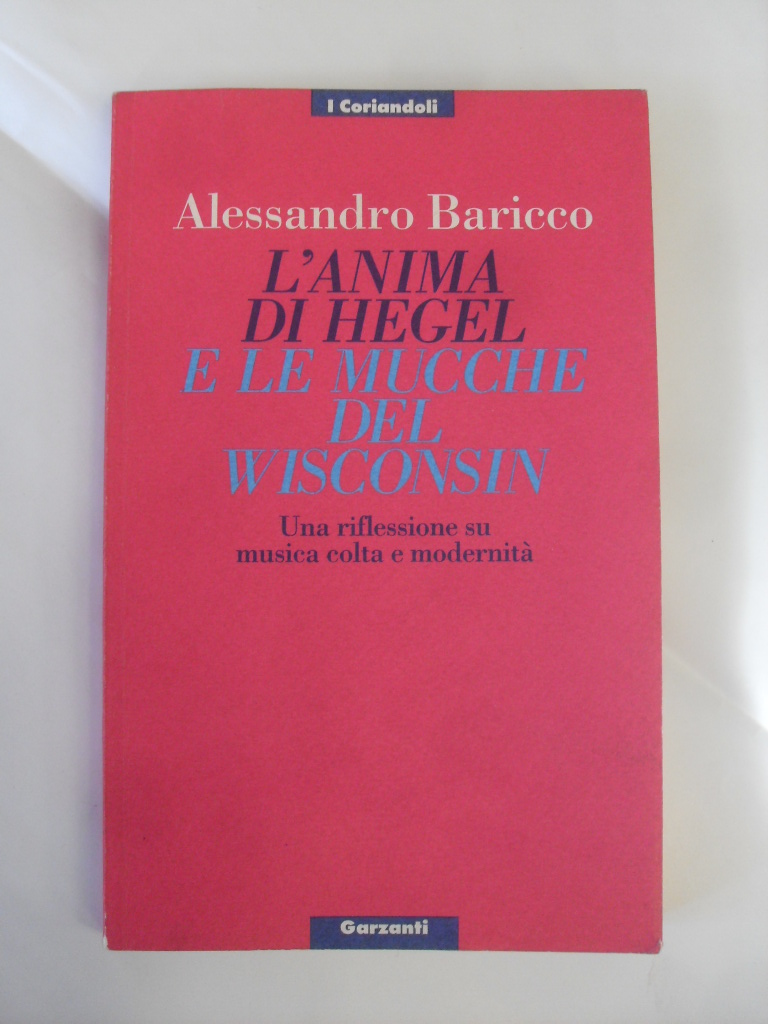 I Coriandoli
Alessandro Baricco
L'ANIMA
DI HEGEL
E LE MUCCHE
DEL
WISCONSIN
Una riflessione su
musica colta e modernità
Garzanti